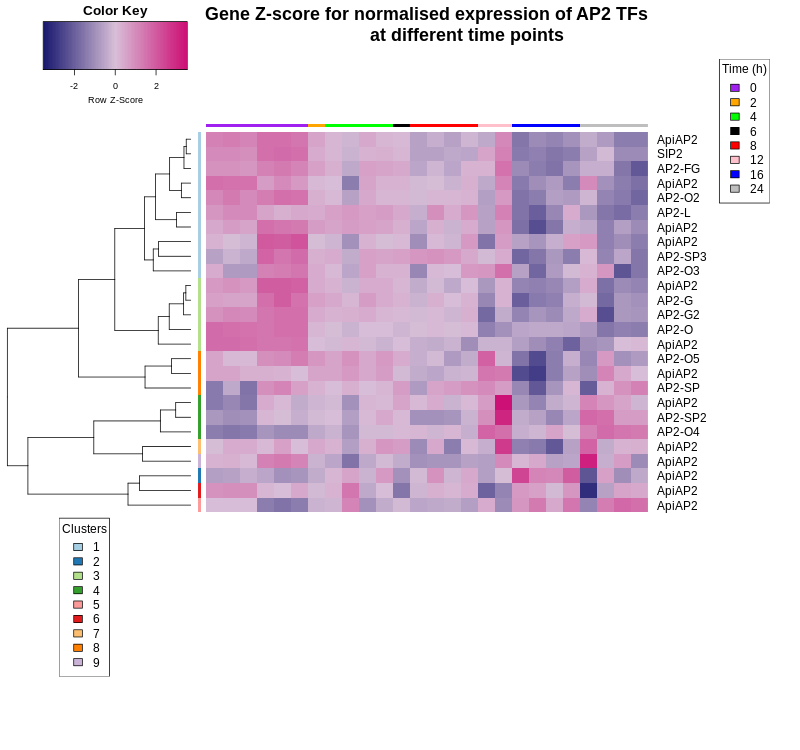 Color Key
-2 0 2
Row Z-Score
Gene Z-score for normalised expression of AP2 TFs
at different time points
Time (h)
0
2
4
6
8
12
16
24
ApiAP2
SIP2
AP2-FG
ApiAP2
AP2-O2
AP2-L
ApiAP2
ApiAP2
AP2-SP3
AP2-O3
ApiAP2
AP2-G
AP2-G2
AP2-O
ApiAP2
AP2-O5
ApiAP2
AP2-SP
ApiAP2
AP2-SP2
AP2-O4
ApiAP2
ApiAP2
ApiAP2
ApiAP2
ApiAP2
Clusters
1
2
3
4
5
6
7
8
9